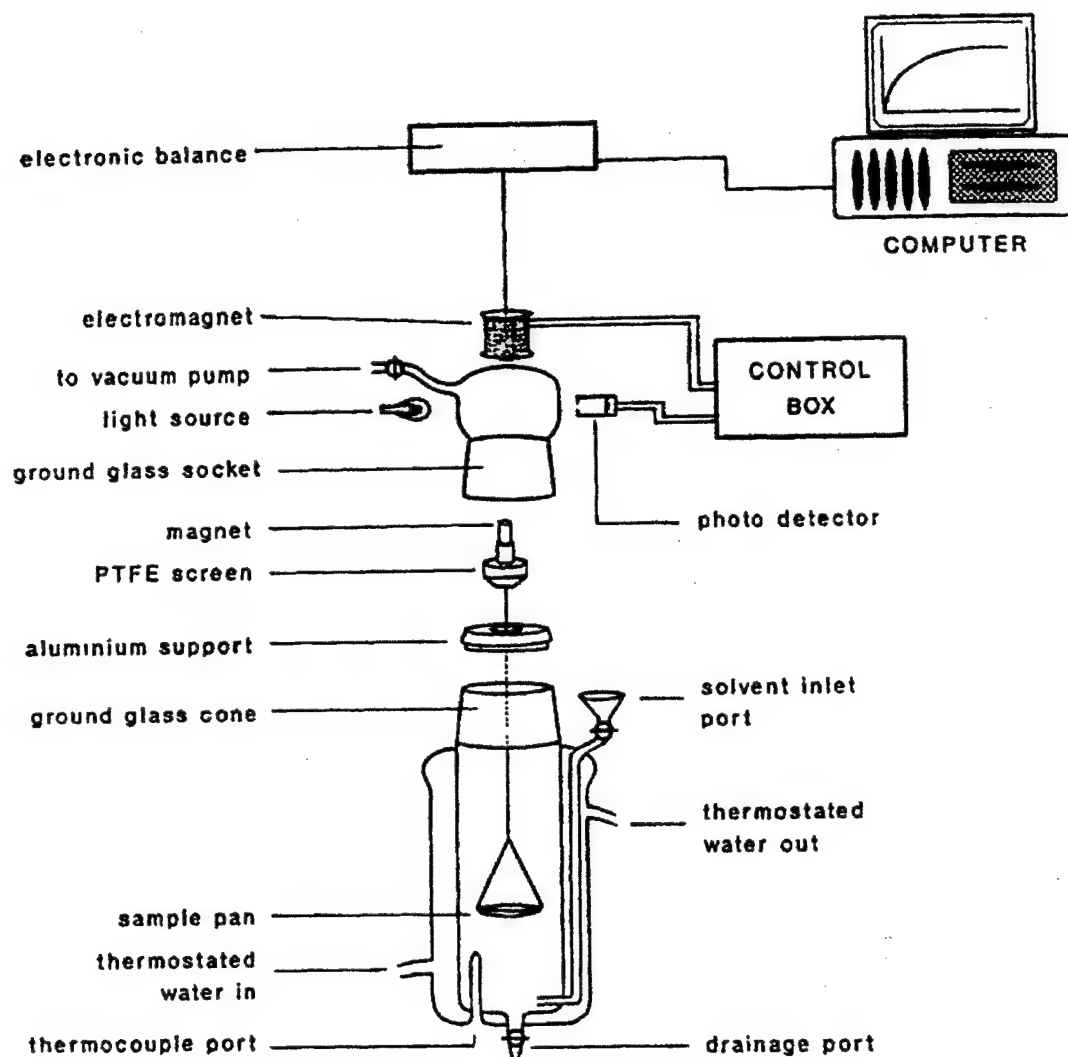 electronic balance
COMPUTER
electromagnet
to vacuum pump
light source
ground glass socket
CONTROL
BOX
photo detector
magnet
PTFE screen
aluminium support
ground glass cone
solvent inlet
port
thermostated
water out
sample pan
thermostated
water in
thermocouple port
drainage port